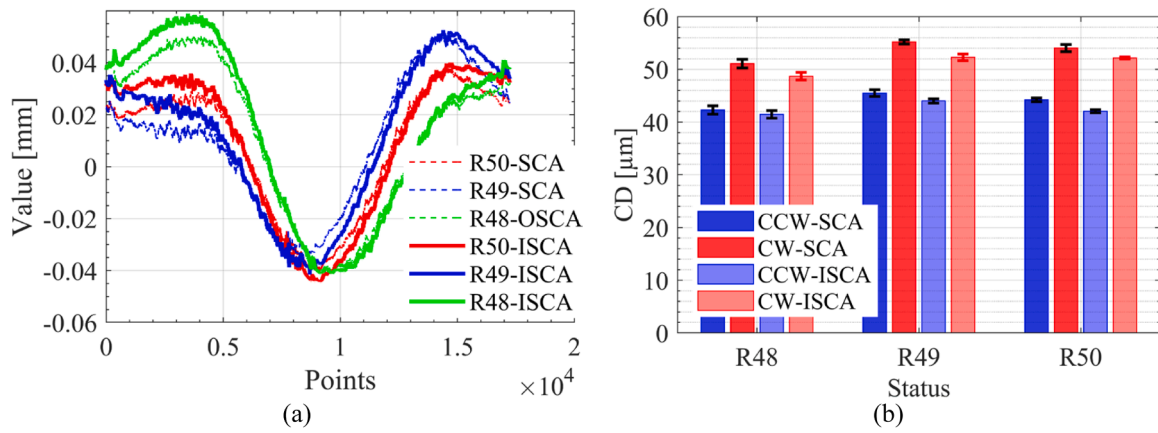 Value [mm]
0.04
0.02
0
-0.02
-0.04
-0.06
0
0.5
1
1.5
2
×10⁴
Points
R50-SCA
R49-SCA
R48-OSCA
R50-ISCA
R49-ISCA
R48-ISCA
(a)
CD [μm]
60
50
40
30
20
10
0
CCW-SCA
CW-SCA
CCW-ISCA
CW-ISCA
R48
R49
R50
Status
(b)